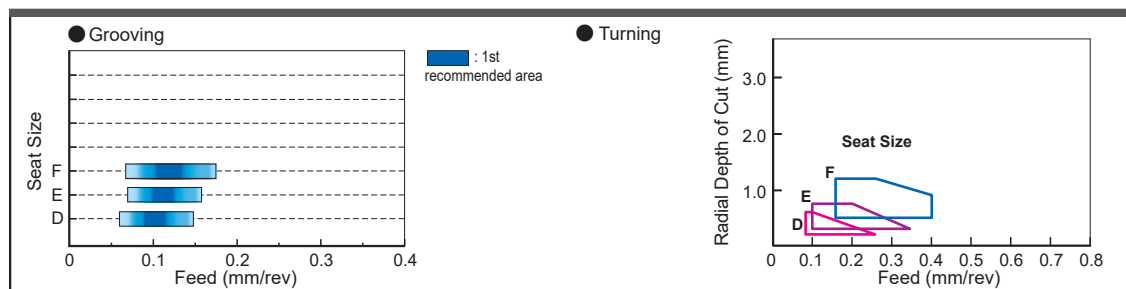 ● Grooving
: 1st
recommended area
Seat Size
F
E
D
0 0.1 0.2 0.3 0.4
Feed (mm/rev)
● Turning
Radial Depth of Cut (mm)
3.0
2.0
1.0
Seat Size
F
E
D
0 0.1 0.2 0.3 0.4 0.5 0.6 0.7 0.8
Feed (mm/rev)